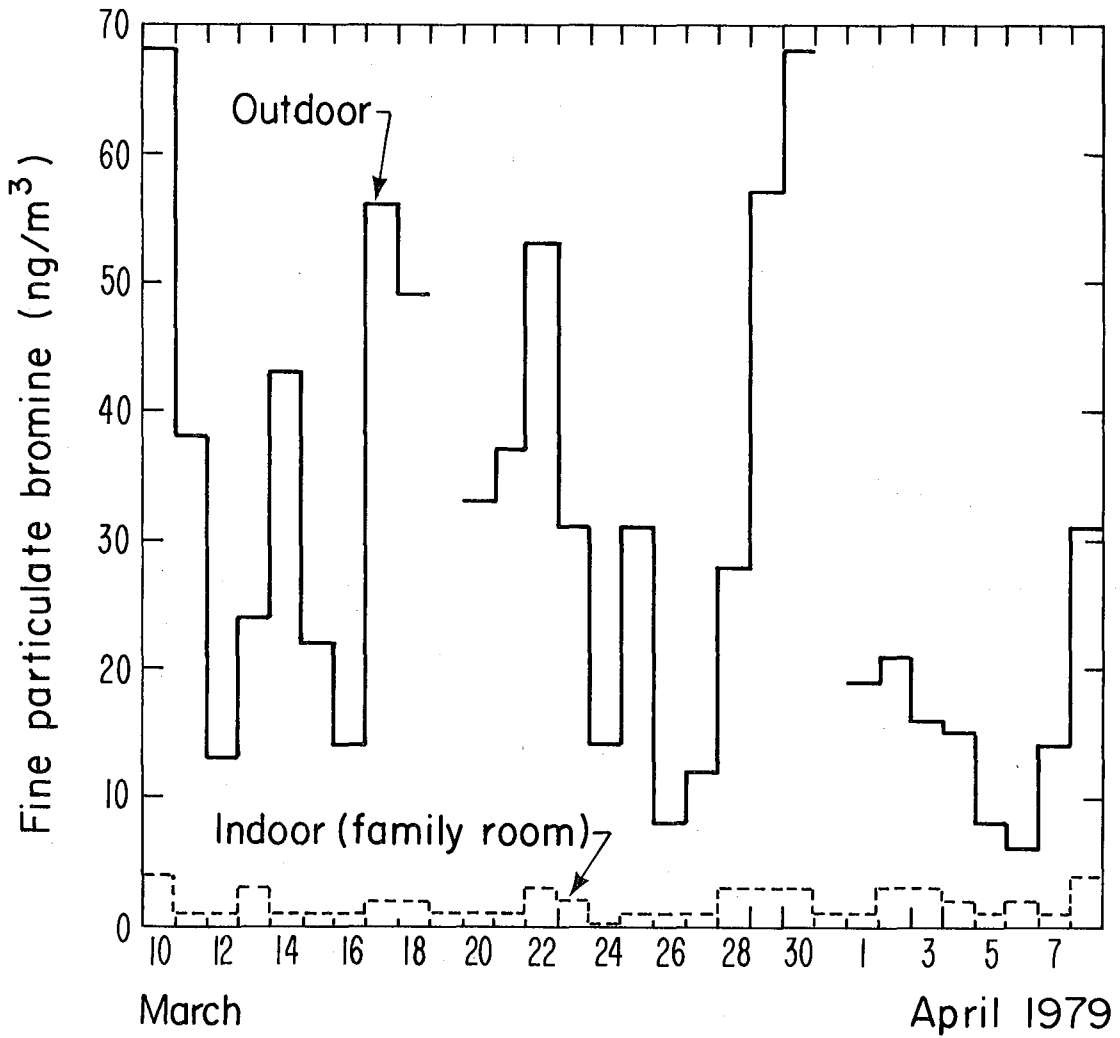 Fine particulate bromine (ng/m³)
70
60
50
40
30
20
10
0
Outdoor
Indoor (family room)
10 12 14 16 18 20 22 24 26 28 30 1 3 5 7
March April 1979